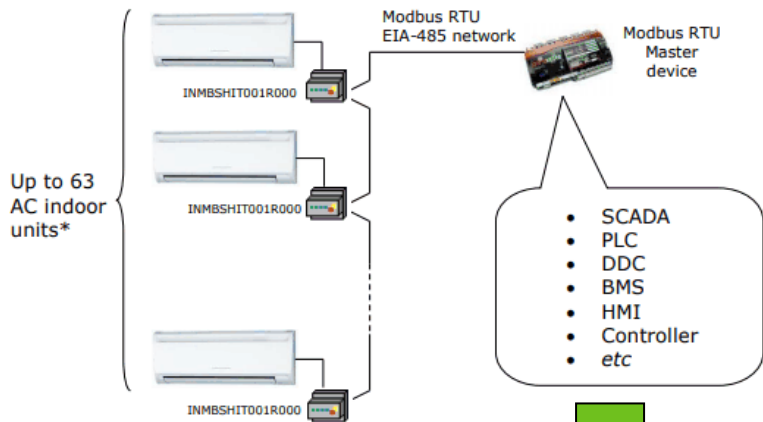 Modbus RTU
EIA-485 network
Modbus RTU
Master
device
INMBSHIT001R000
INMBSHIT001R000
Up to 63
AC indoor
units*
• SCADA
• PLC
• DDC
• BMS
• HMI
• Controller
• etc
INMBSHIT001R000